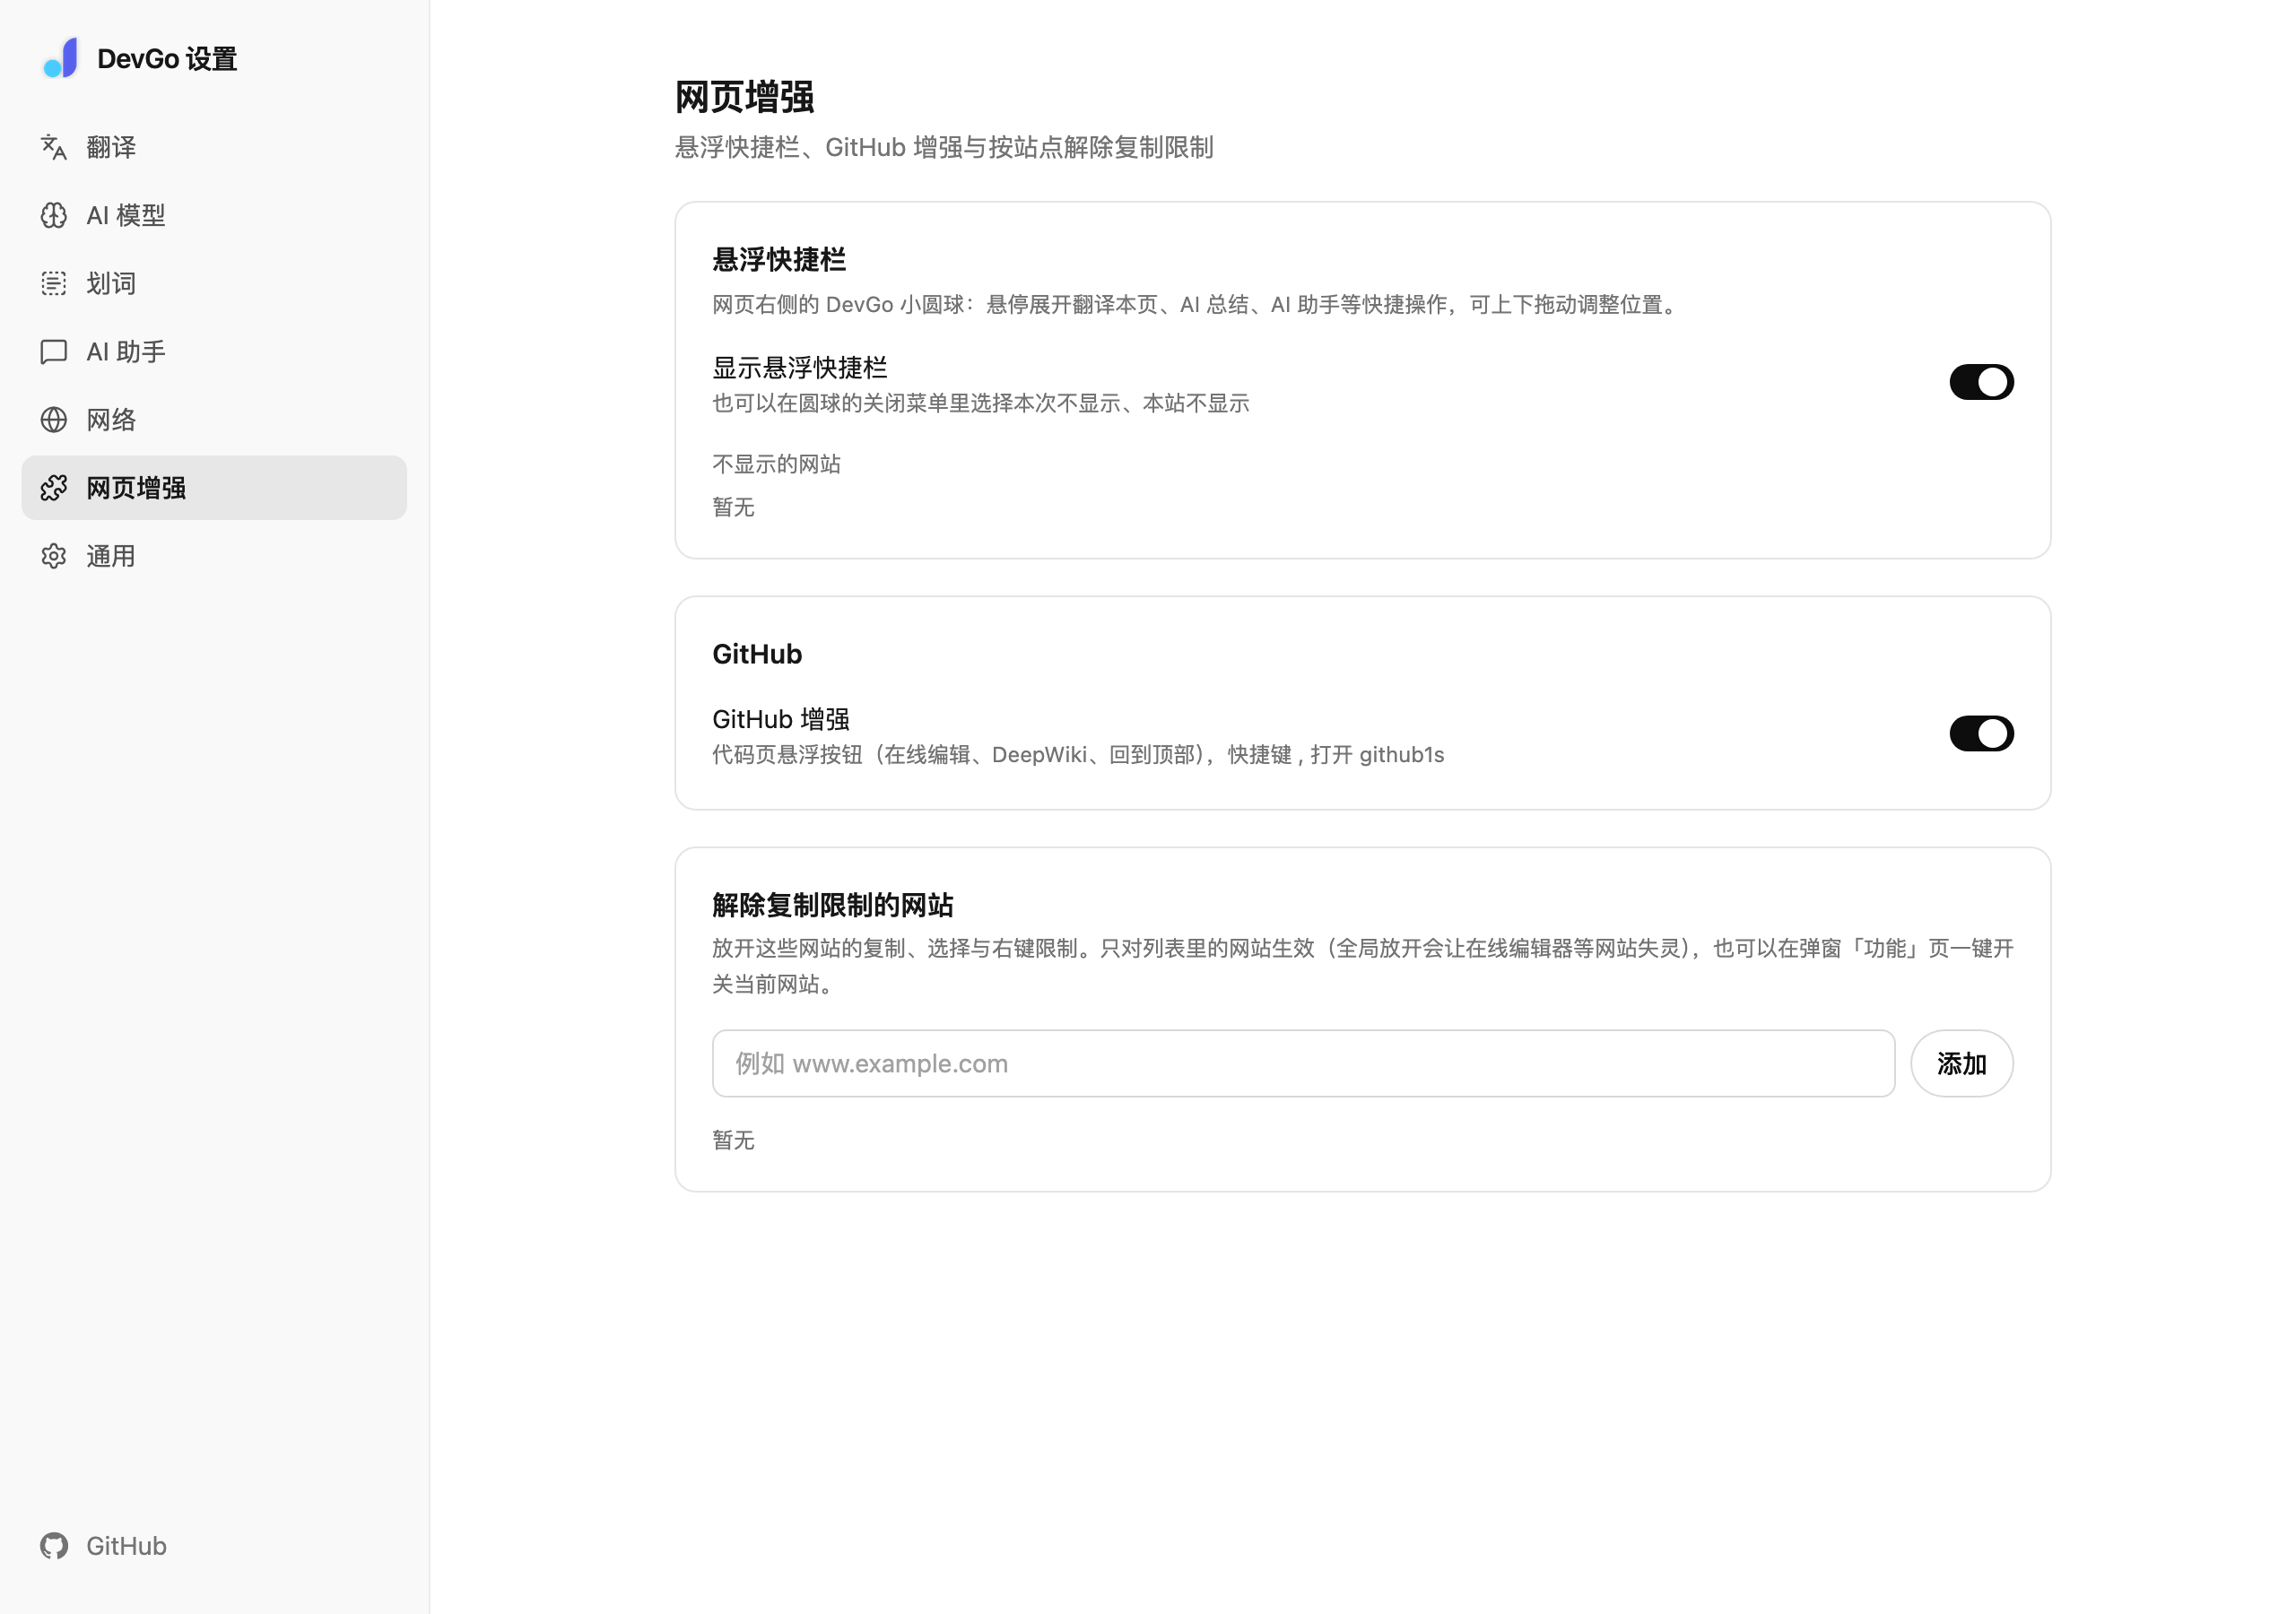 DevGo 设置
翻译
AI 模型
划词
AI 助手
网络
网页增强
通用
GitHub
网页增强
悬浮快捷栏、GitHub 增强与按站点解除复制限制
悬浮快捷栏
网页右侧的 DevGo 小圆球：悬停展开翻译本页、AI 总结、AI 助手等快捷操作，可上下拖动调整位置。
显示悬浮快捷栏
也可以在圆球的关闭菜单里选择本次不显示、本站不显示
不显示的网站
暂无
GitHub
GitHub 增强
代码页悬浮按钮（在线编辑、DeepWiki、回到顶部），快捷键 , 打开 github1s
解除复制限制的网站
放开这些网站的复制、选择与右键限制。只对列表里的网站生效（全局放开会让在线编辑器等网站失灵），也可以在弹窗「功能」页一键开
关当前网站。
例如 www.example.com
添加
暂无